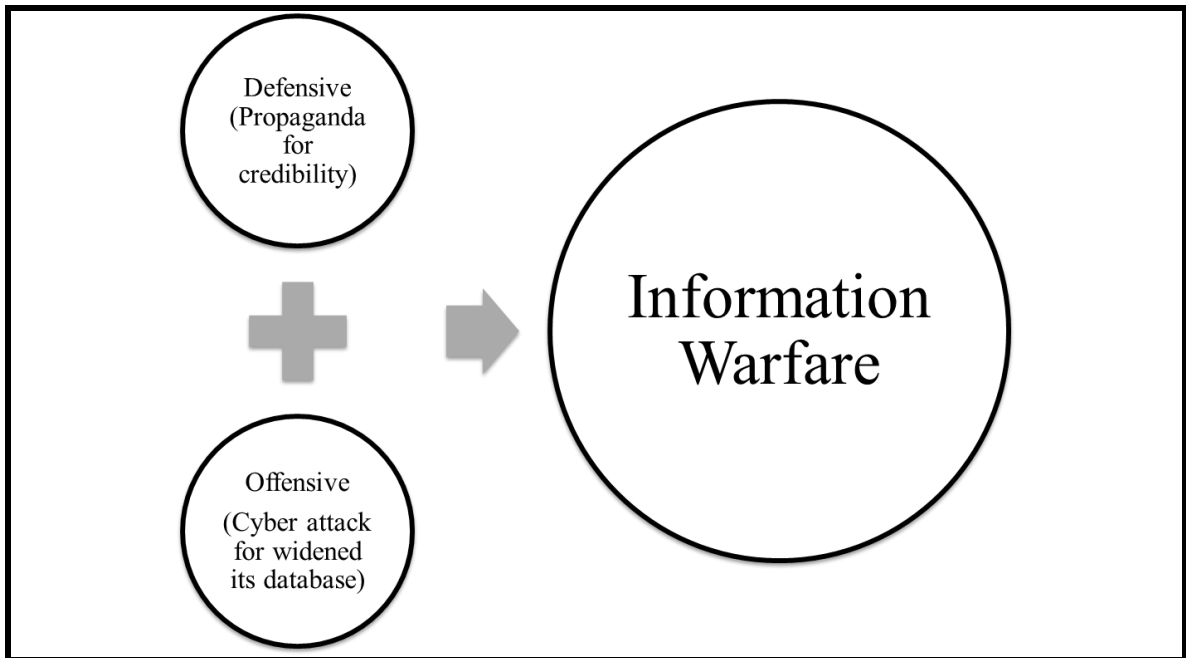 Defensive
(Propaganda
for
credibility)
Offensive
(Cyber attack
for widened
its database)
Information
Warfare